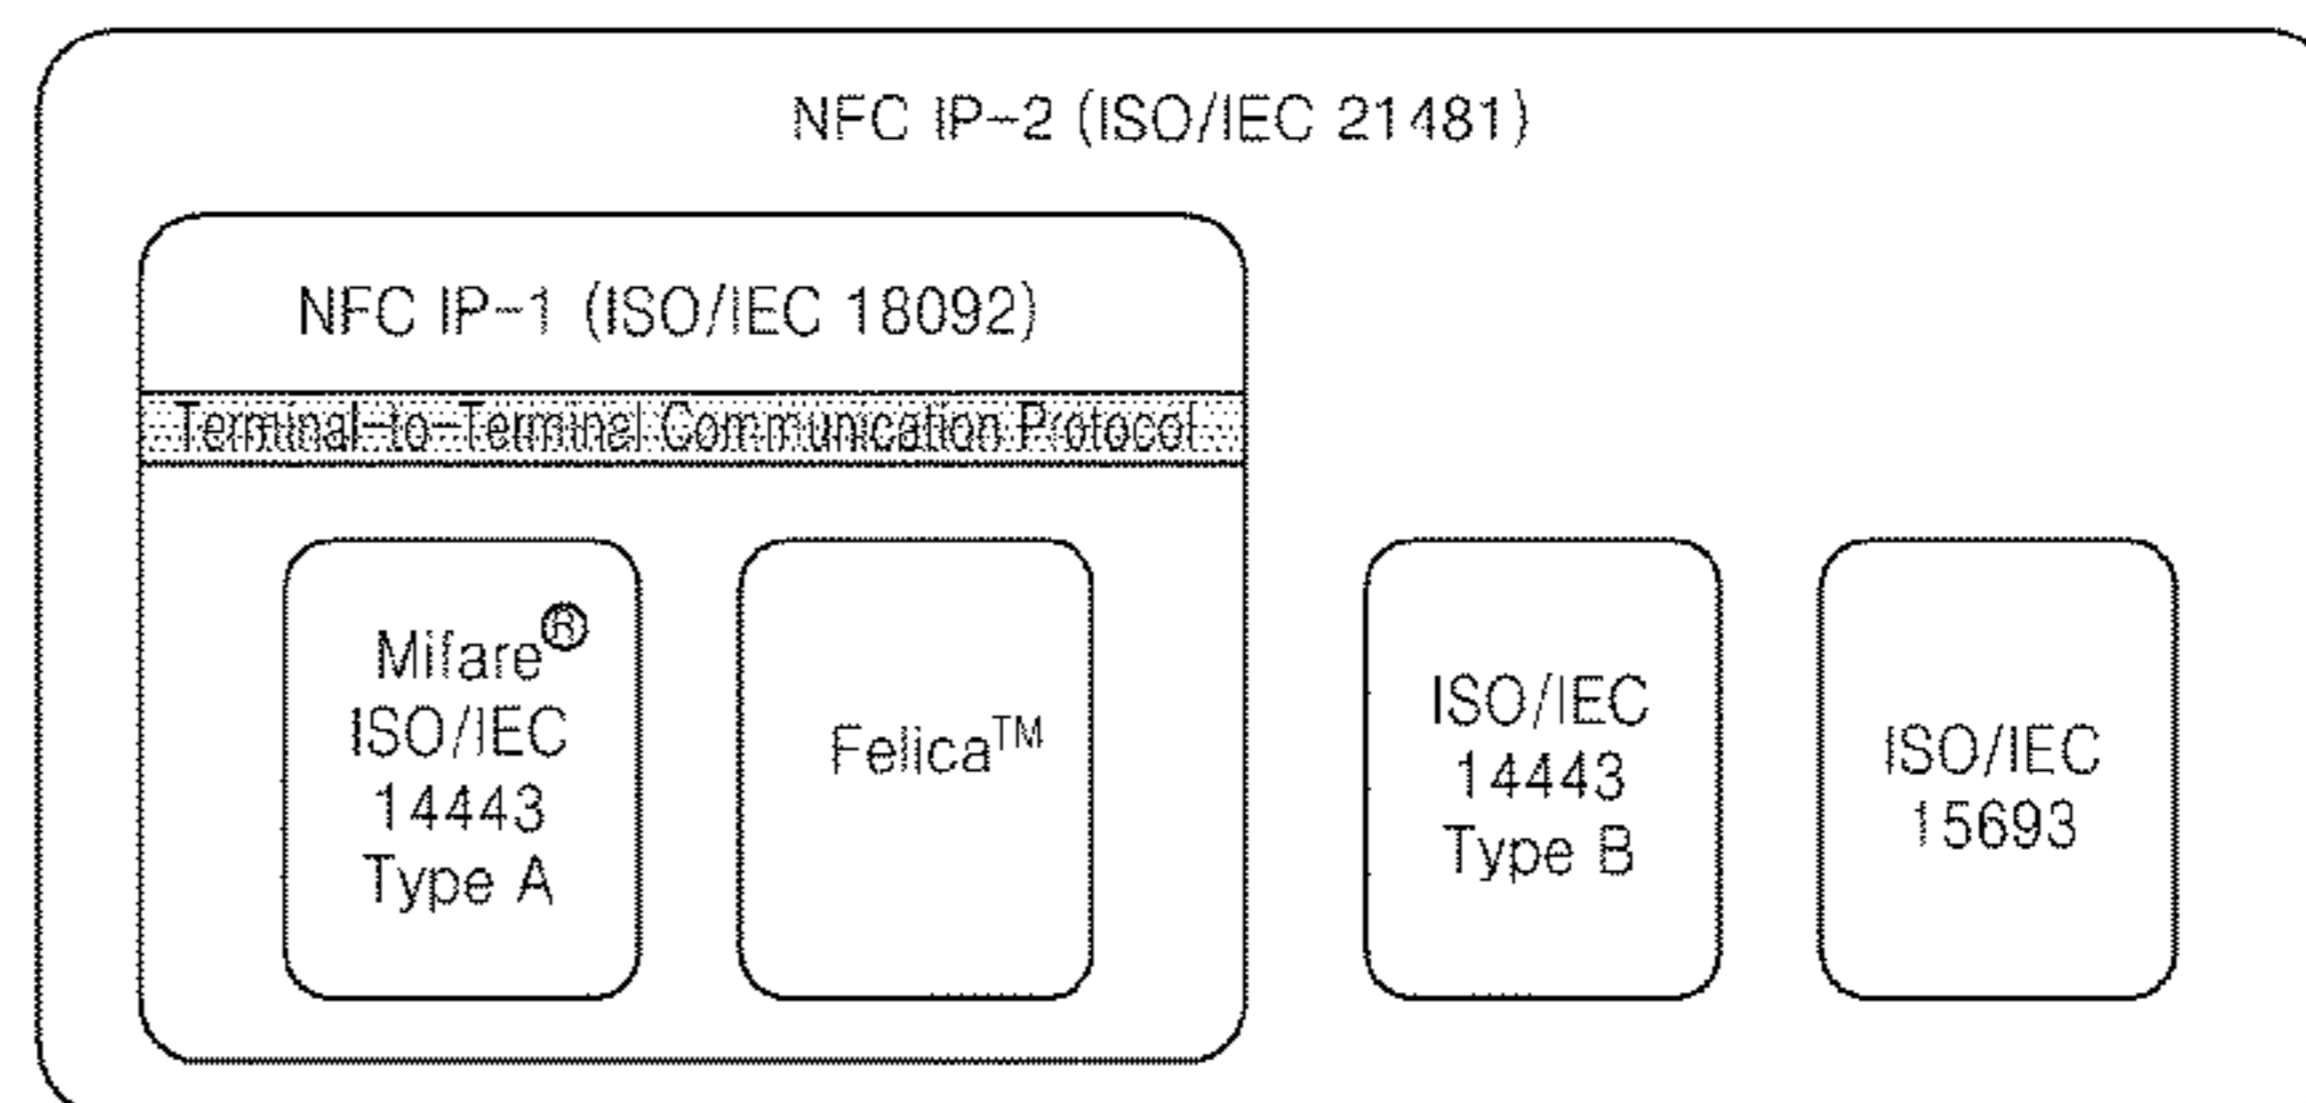 NFC IP-2 (ISO/IEC 21481)
NFC IP-1 (ISO/IEC 18092)
Terminal-to-Terminal Communication Protocol
Mifare®
ISO/IEC
14443
Type A
Felica™
ISO/IEC
14443
Type B
ISO/IEC
15693